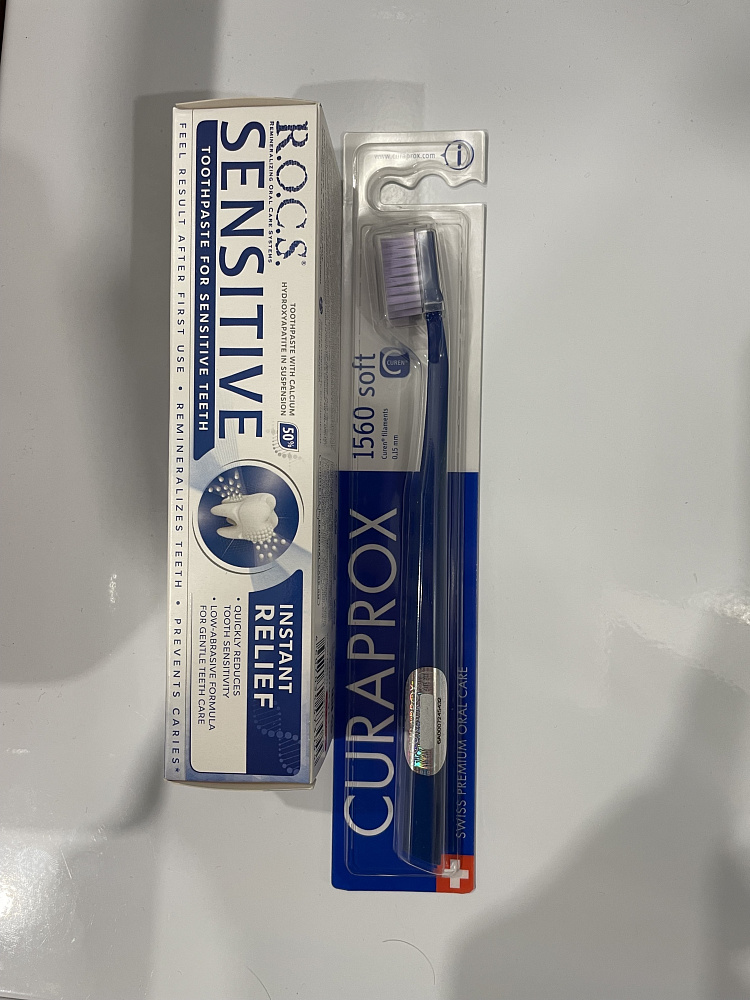 R.O.C.S.®
REMINERALIZING ORAL CARE SYSTEMS
SENSITIVE
TOOTHPASTE FOR SENSITIVE TEETH
TOOTHPASTE WITH CALCIUM
HYDROXYAPATITE IN SUSPENSION
50%
INSTANT
RELIEF
• QUICKLY REDUCES
TOOTH SENSITIVITY
• LOW-ABRASIVE FORMULA
FOR GENTLE TEETH CARE
FEEL RESULT AFTER FIRST USE • REMINERALIZES TEETH • PREVENTS CARIES*
www.curaprox.com
i
1560 soft
CUREN®
Curen® filaments
0.15 mm
CURAPROX
SWISS PREMIUM ORAL CARE